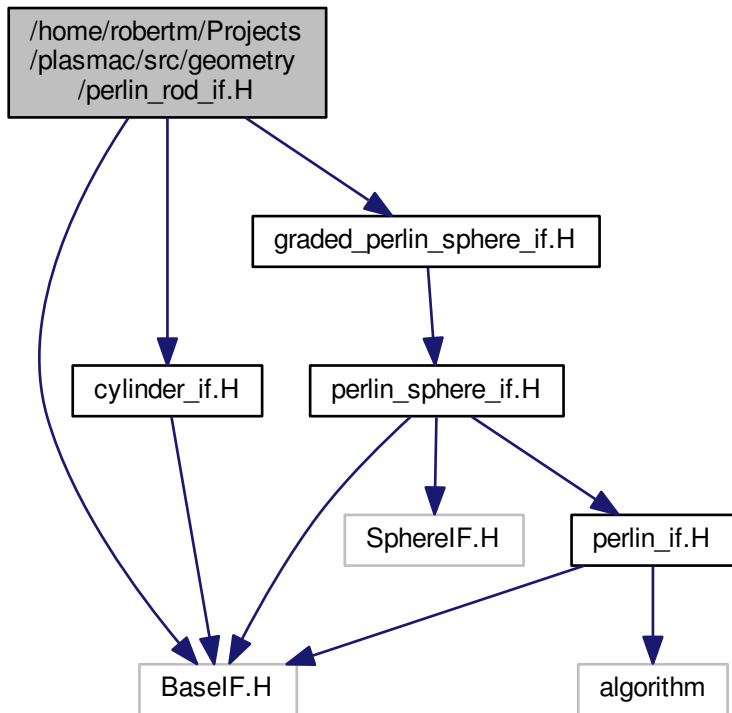 /home/robertm/Projects
/plasmac/src/geometry
/perlin_rod_if.H
graded_perlin_sphere_if.H
cylinder_if.H
perlin_sphere_if.H
SphereIF.H
perlin_if.H
BaseIF.H
algorithm